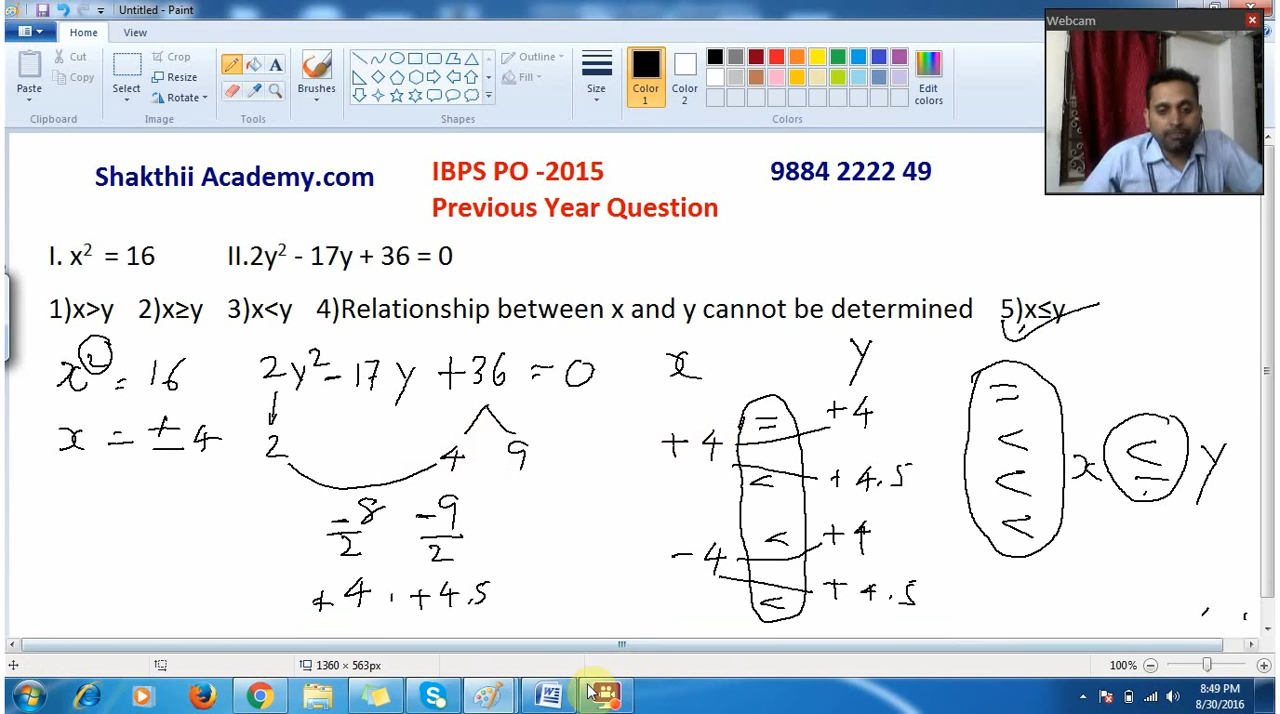 Untitled - Paint
Webcam
Home View
Paste
Cut
Copy
Clipboard
Select
Crop
Resize
Rotate
Image
Tools
Brushes
Shapes
Outline
Fill
Size
Color 1
Color 2
Edit colors
Colors
Shakthii Academy.com
IBPS PO -2015
9884 2222 49
Previous Year Question
I. x² = 16 II.2y² - 17y + 36 = 0
1)x>y 2)x≥y 3)x<y 4)Relationship between x and y cannot be determined 5)x≤y
x² = 16 2y² - 17y + 36 = 0 x y
x = ±4 2 4 9
-8/2 -9/2
+4, +4.5
+4 = +4
< +4.5
-4 < +4
< +4.5
=
<
<
<
x ≤ y
1360 × 563px
100%
8:49 PM
8/30/2016